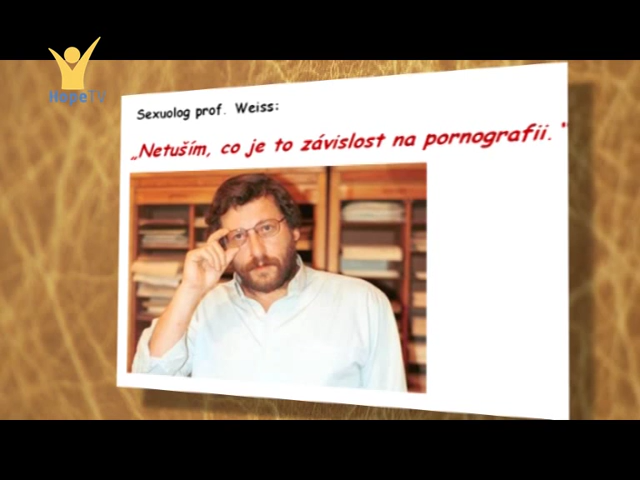 HopeTV
Sexuolog prof. Weiss:
„Netuším, co je to závislost na pornografii.“